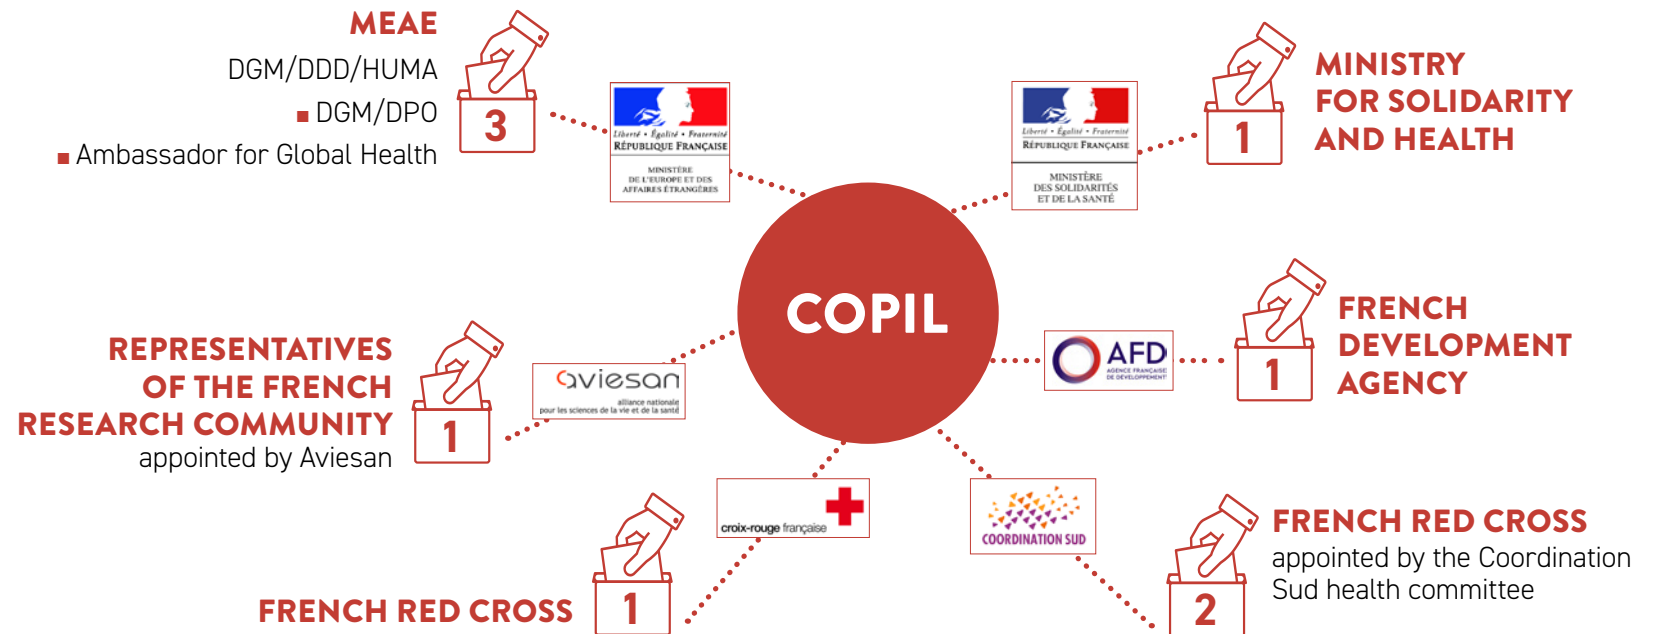 MEAE
DGM/DDD/HUMA
■ DGM/DPO
■ Ambassador for Global Health
3
Liberté • Égalité • Fraternité
RÉPUBLIQUE FRANÇAISE
MINISTÈRE
DE L'EUROPE ET DES
AFFAIRES ÉTRANGÈRES
Liberté • Égalité • Fraternité
RÉPUBLIQUE FRANÇAISE
MINISTÈRE
DES SOLIDARITÉS
ET DE LA SANTÉ
1
MINISTRY
FOR SOLIDARITY
AND HEALTH
COPIL
REPRESENTATIVES
OF THE FRENCH
RESEARCH COMMUNITY
appointed by Aviesan
1
aviesan
alliance nationale
pour les sciences de la vie et de la santé
AFD
AGENCE FRANÇAISE
DE DÉVELOPPEMENT
1
FRENCH
DEVELOPMENT
AGENCY
FRENCH RED CROSS
1
croix-rouge française
COORDINATION SUD
2
FRENCH RED CROSS
appointed by the Coordination
Sud health committee